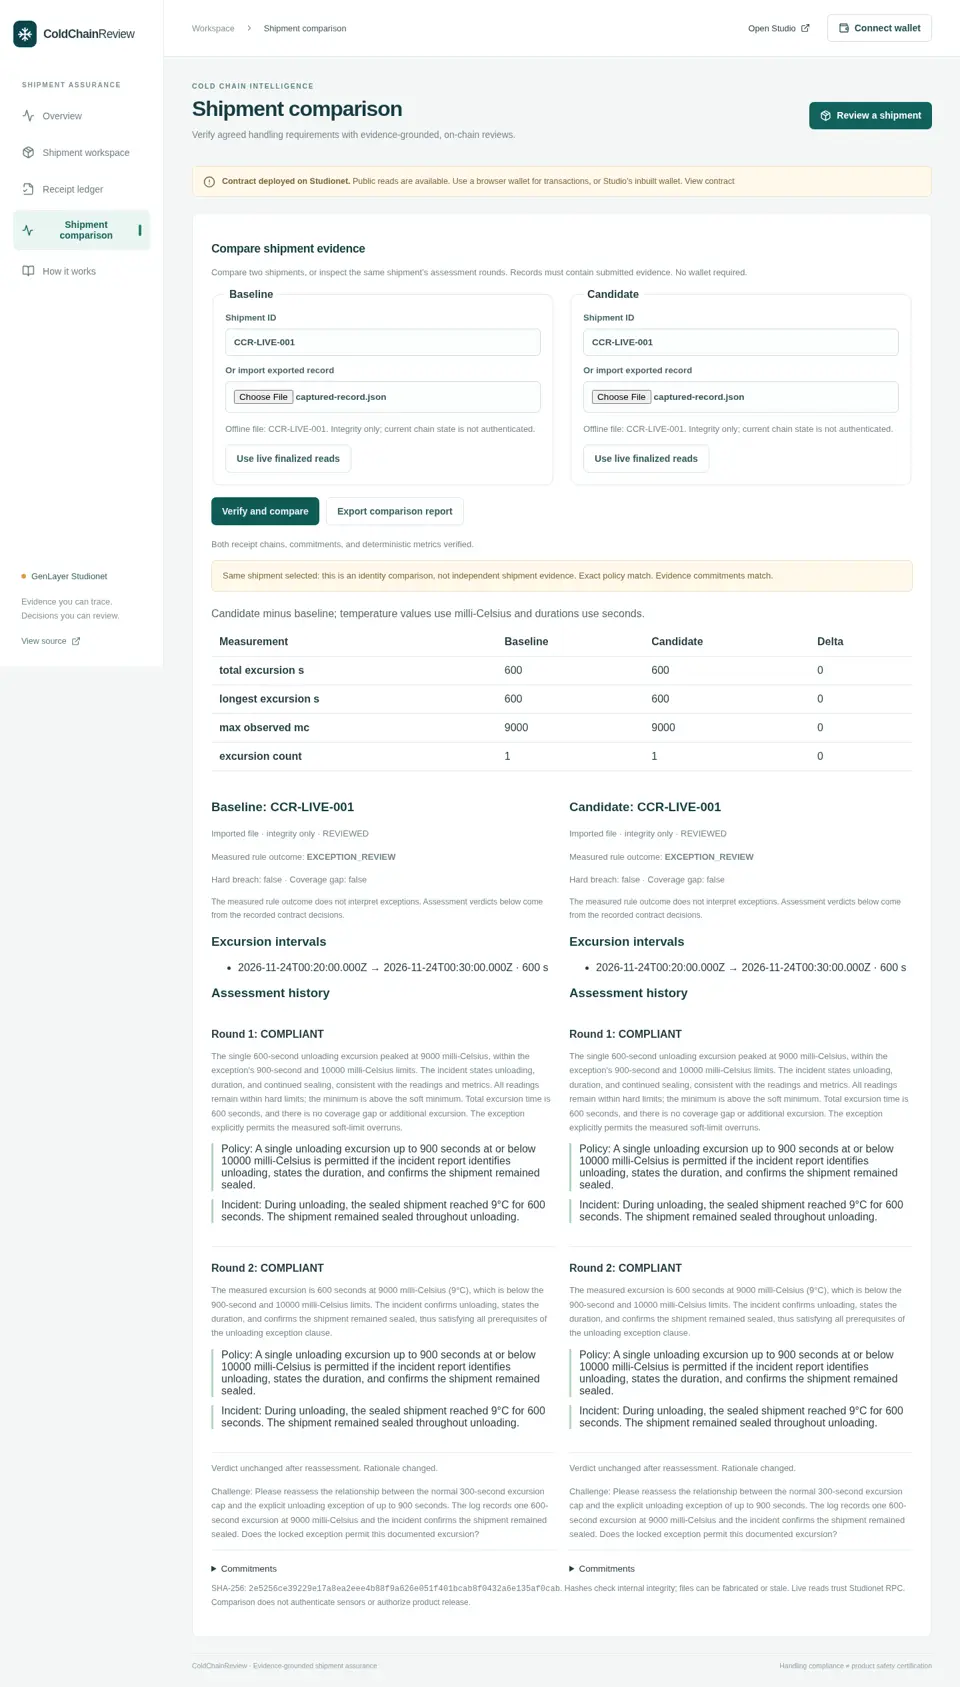 ColdChainReview
SHIPMENT ASSURANCE
Overview
Shipment workspace
Receipt ledger
Shipment
comparison
How it works
GenLayer Studionet
Evidence you can trace.
Decisions you can review.
View source
Workspace
Shipment comparison
Open Studio
Connect wallet
COLD CHAIN INTELLIGENCE
Shipment comparison
Verify agreed handling requirements with evidence-grounded, on-chain reviews.
Review a shipment
Contract deployed on Studionet. Public reads are available. Use a browser wallet for transactions, or Studio's inbuilt wallet. View contract
Compare shipment evidence
Compare two shipments, or inspect the same shipment's assessment rounds. Records must contain submitted evidence. No wallet required.
Baseline
Shipment ID
CCR-LIVE-001
Or import exported record
Choose File captured-record.json
Offline file: CCR-LIVE-001. Integrity only; current chain state is not authenticated.
Use live finalized reads
Candidate
Shipment ID
CCR-LIVE-001
Or import exported record
Choose File captured-record.json
Offline file: CCR-LIVE-001. Integrity only; current chain state is not authenticated.
Use live finalized reads
Verify and compare
Export comparison report
Both receipt chains, commitments, and deterministic metrics verified.
Same shipment selected: this is an identity comparison, not independent shipment evidence. Exact policy match. Evidence commitments match.
Candidate minus baseline; temperature values use milli-Celsius and durations use seconds.
Measurement Baseline Candidate Delta
total excursion s 600 600 0
longest excursion s 600 600 0
max observed mc 9000 9000 0
excursion count 1 1 0
Baseline: CCR-LIVE-001
Imported file · integrity only · REVIEWED
Measured rule outcome: EXCEPTION_REVIEW
Hard breach: false · Coverage gap: false
The measured rule outcome does not interpret exceptions. Assessment verdicts below come
from the recorded contract decisions.
Excursion intervals
• 2026-11-24T00:20:00.000Z → 2026-11-24T00:30:00.000Z · 600 s
Assessment history
Round 1: COMPLIANT
The single 600-second unloading excursion peaked at 9000 milli-Celsius, within the
exception's 900-second and 10000 milli-Celsius limits. The incident states unloading,
duration, and continued sealing, consistent with the readings and metrics. All readings
remain within hard limits; the minimum is above the soft minimum. Total excursion time is
600 seconds, and there is no coverage gap or additional excursion. The exception
explicitly permits the measured soft-limit overruns.
Policy: A single unloading excursion up to 900 seconds at or below
10000 milli-Celsius is permitted if the incident report identifies
unloading, states the duration, and confirms the shipment remained
sealed.
Incident: During unloading, the sealed shipment reached 9°C for 600
seconds. The shipment remained sealed throughout unloading.
Round 2: COMPLIANT
The measured excursion is 600 seconds at 9000 milli-Celsius (9°C), which is below the
900-second and 10000 milli-Celsius limits. The incident confirms unloading, states the
duration, and confirms the shipment remained sealed, thus satisfying all prerequisites of
the unloading exception clause.
Policy: A single unloading excursion up to 900 seconds at or below
10000 milli-Celsius is permitted if the incident report identifies
unloading, states the duration, and confirms the shipment remained
sealed.
Incident: During unloading, the sealed shipment reached 9°C for 600
seconds. The shipment remained sealed throughout unloading.
Verdict unchanged after reassessment. Rationale changed.
Challenge: Please reassess the relationship between the normal 300-second excursion
cap and the explicit unloading exception of up to 900 seconds. The log records one 600-
second excursion at 9000 milli-Celsius and the incident confirms the shipment remained
sealed. Does the locked exception permit this documented excursion?
Commitments
Candidate: CCR-LIVE-001
Imported file · integrity only · REVIEWED
Measured rule outcome: EXCEPTION_REVIEW
Hard breach: false · Coverage gap: false
The measured rule outcome does not interpret exceptions. Assessment verdicts below come
from the recorded contract decisions.
Excursion intervals
• 2026-11-24T00:20:00.000Z → 2026-11-24T00:30:00.000Z · 600 s
Assessment history
Round 1: COMPLIANT
The single 600-second unloading excursion peaked at 9000 milli-Celsius, within the
exception's 900-second and 10000 milli-Celsius limits. The incident states unloading,
duration, and continued sealing, consistent with the readings and metrics. All readings
remain within hard limits; the minimum is above the soft minimum. Total excursion time is
600 seconds, and there is no coverage gap or additional excursion. The exception
explicitly permits the measured soft-limit overruns.
Policy: A single unloading excursion up to 900 seconds at or below
10000 milli-Celsius is permitted if the incident report identifies
unloading, states the duration, and confirms the shipment remained
sealed.
Incident: During unloading, the sealed shipment reached 9°C for 600
seconds. The shipment remained sealed throughout unloading.
Round 2: COMPLIANT
The measured excursion is 600 seconds at 9000 milli-Celsius (9°C), which is below the
900-second and 10000 milli-Celsius limits. The incident confirms unloading, states the
duration, and confirms the shipment remained sealed, thus satisfying all prerequisites of
the unloading exception clause.
Policy: A single unloading excursion up to 900 seconds at or below
10000 milli-Celsius is permitted if the incident report identifies
unloading, states the duration, and confirms the shipment remained
sealed.
Incident: During unloading, the sealed shipment reached 9°C for 600
seconds. The shipment remained sealed throughout unloading.
Verdict unchanged after reassessment. Rationale changed.
Challenge: Please reassess the relationship between the normal 300-second excursion
cap and the explicit unloading exception of up to 900 seconds. The log records one 600-
second excursion at 9000 milli-Celsius and the incident confirms the shipment remained
sealed. Does the locked exception permit this documented excursion?
Commitments
SHA-256: 2e5256ce39229e17a8ea2eee4b88f9a626e051f401bcab8f0432a6e135af0cab. Hashes check internal integrity; files can be fabricated or stale. Live reads trust Studionet RPC.
Comparison does not authenticate sensors or authorize product release.
ColdChainReview · Evidence-grounded shipment assurance
Handling compliance ≠ product safety certification